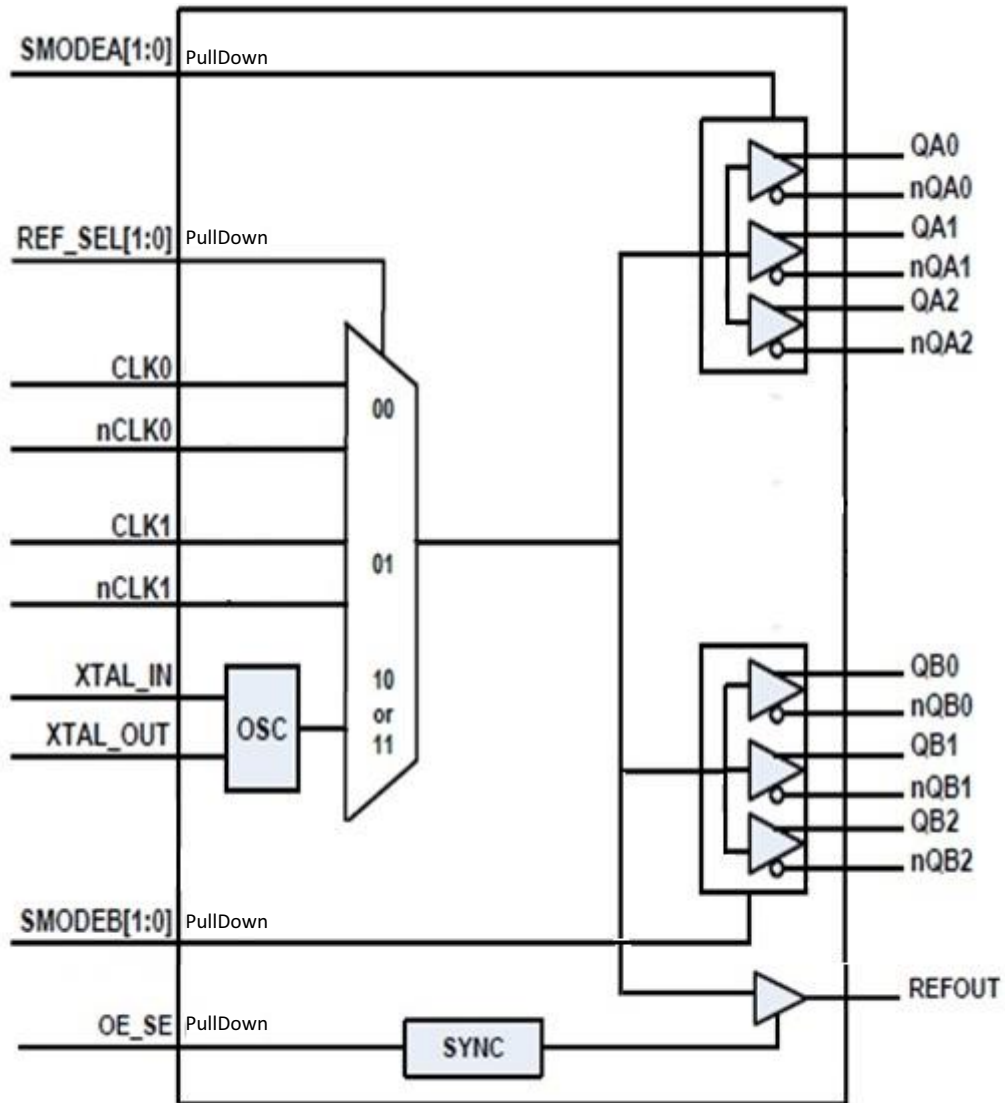 SMODEA[1:0] PullDown
QA0
nQA0
QA1
REF_SEL[1:0] PullDown
nQA1
QA2
nQA2
CLK0
00
nCLK0
CLK1
01
nCLK1
XTAL_IN
10
or
11
XTAL_OUT
OSC
QB0
nQB0
QB1
nQB1
QB2
nQB2
SMODEB[1:0] PullDown
REFOUT
OE_SE PullDown
SYNC